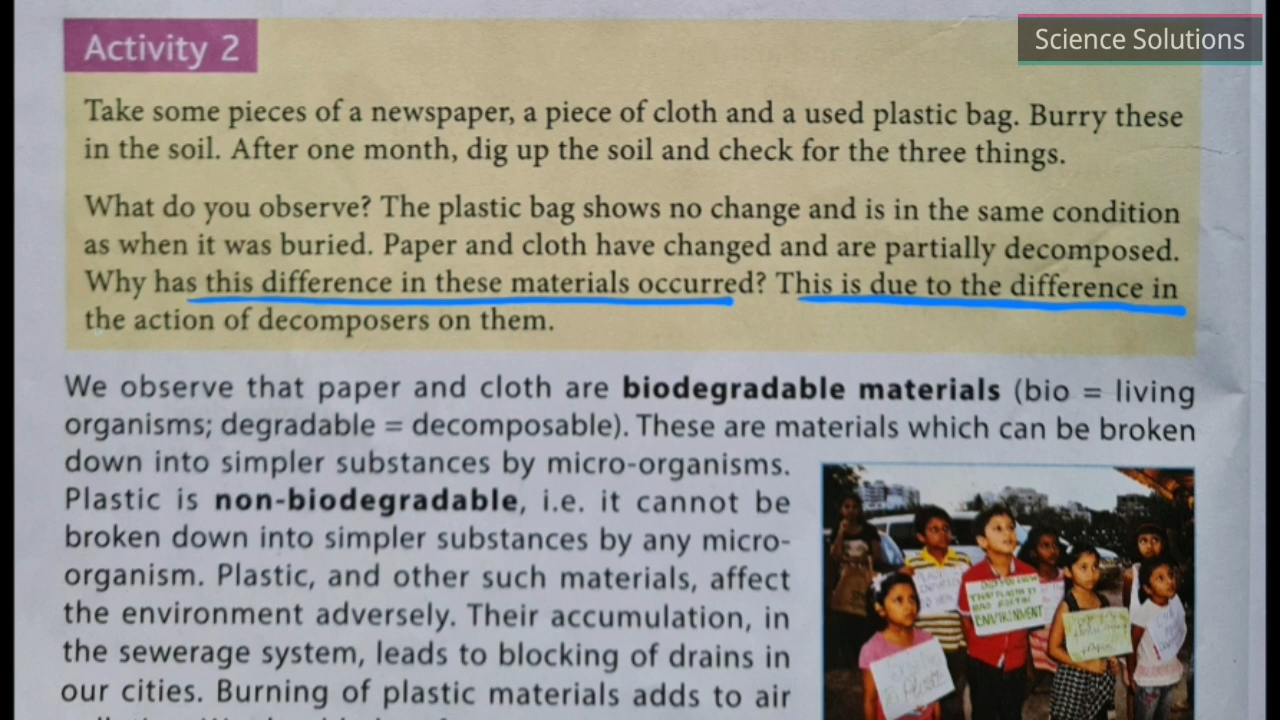 Science Solutions
Activity 2
Take some pieces of a newspaper, a piece of cloth and a used plastic bag. Burry these
in the soil. After one month, dig up the soil and check for the three things.
What do you observe? The plastic bag shows no change and is in the same condition
as when it was buried. Paper and cloth have changed and are partially decomposed.
Why has this difference in these materials occurred? This is due to the difference in
the action of decomposers on them.
We observe that paper and cloth are biodegradable materials (bio = living
organisms; degradable = decomposable). These are materials which can be broken
down into simpler substances by micro-organisms.
Plastic is non-biodegradable, i.e. it cannot be
broken down into simpler substances by any micro-
organism. Plastic, and other such materials, affect
the environment adversely. Their accumulation, in
the sewerage system, leads to blocking of drains in
our cities. Burning of plastic materials adds to air
THAT PLASTIC IS
BAD FOR THE
ENVIRONMENT